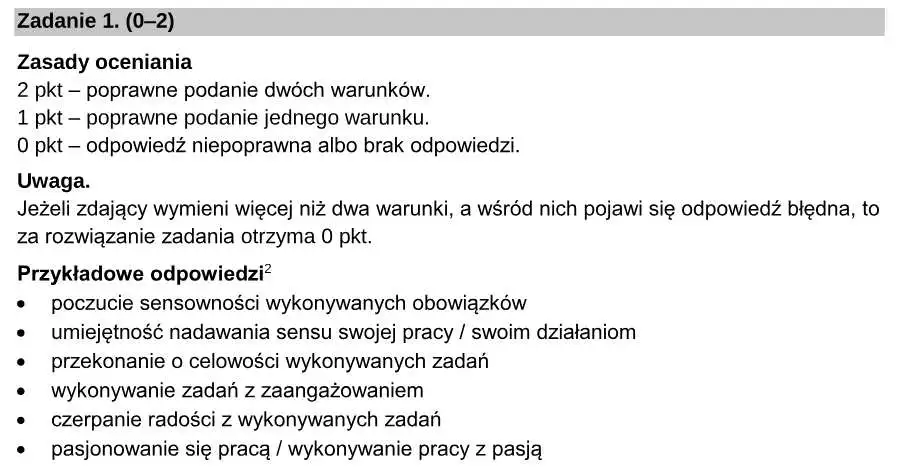 Zadanie 1. (0–2)
Zasady oceniania
2 pkt – poprawne podanie dwóch warunków.
1 pkt – poprawne podanie jednego warunku.
0 pkt – odpowiedź niepoprawna albo brak odpowiedzi.
Uwaga.
Jeżeli zdający wymieni więcej niż dwa warunki, a wśród nich pojawi się odpowiedź błędna, to
za rozwiązanie zadania otrzyma 0 pkt.
Przykładowe odpowiedzi²
• poczucie sensowności wykonywanych obowiązków
• umiejętność nadawania sensu swojej pracy / swoim działaniom
• przekonanie o celowości wykonywanych zadań
• wykonywanie zadań z zaangażowaniem
• czerpanie radości z wykonywanych zadań
• pasjonowanie się pracą / wykonywanie pracy z pasją